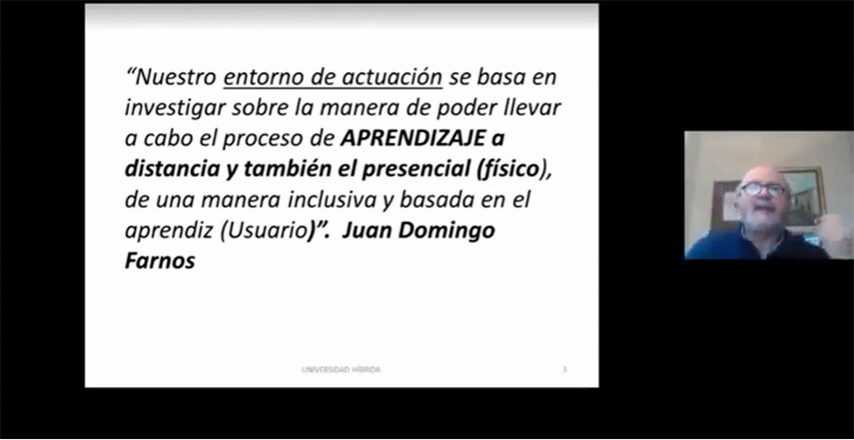 “Nuestro entorno de actuación se basa en
investigar sobre la manera de poder llevar
a cabo el proceso de APRENDIZAJE a
distancia y también el presencial (físico),
de una manera inclusiva y basada en el
aprendiz (Usuario)”. Juan Domingo
Farnos
UNIVERSIDAD HÍBRIDA 3